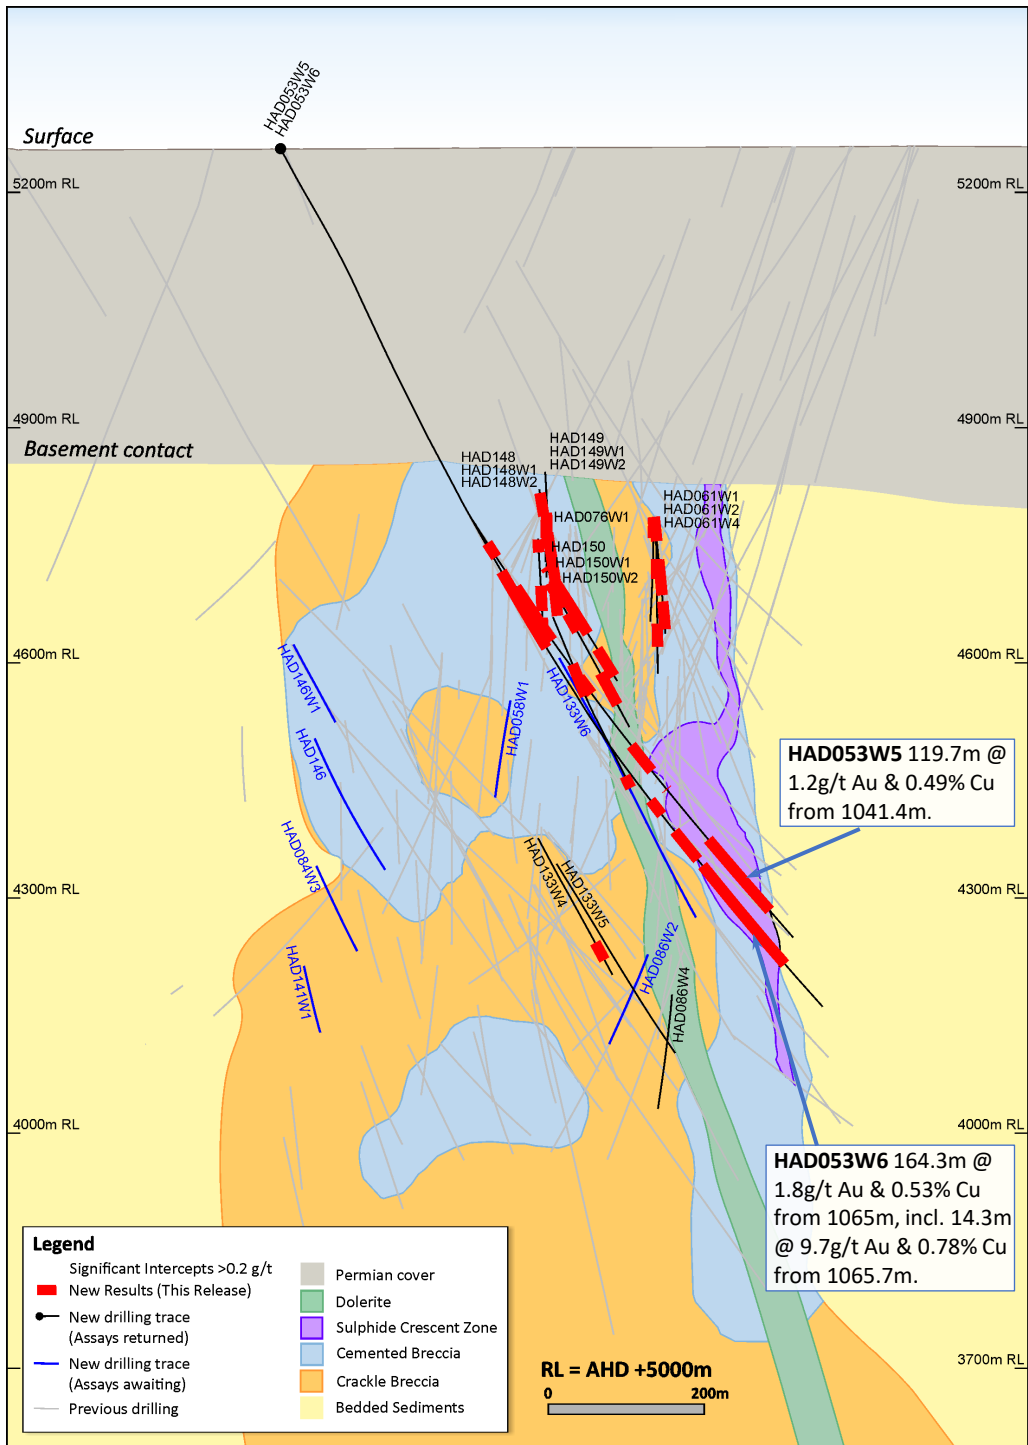 HAD053W5
HAD053W6
Surface
5200m RL
5200m RL
4900m RL
4900m RL
Basement contact
HAD148
HAD148W1
HAD148W2
HAD149
HAD149W1
HAD149W2
HAD076W1
HAD150
HAD150W1
HAD150W2
HAD061W1
HAD061W2
HAD061W4
4600m RL
4600m RL
HAD146W1
HAD146
HAD058W1
HAD133W6
HAD053W5 119.7m @
1.2g/t Au & 0.49% Cu
from 1041.4m.
HAD084W3
HAD133W4
HAD133W5
4300m RL
4300m RL
HAD141W1
HAD086W2
HAD086W4
4000m RL
4000m RL
HAD053W6 164.3m @
1.8g/t Au & 0.53% Cu
from 1065m, incl. 14.3m
@ 9.7g/t Au & 0.78% Cu
from 1065.7m.
Legend
Significant Intercepts >0.2 g/t
New Results (This Release)
New drilling trace
(Assays returned)
New drilling trace
(Assays awaiting)
Previous drilling
Permian cover
Dolerite
Sulphide Crescent Zone
Cemented Breccia
Crackle Breccia
Bedded Sediments
RL = AHD +5000m
0 200m
3700m RL